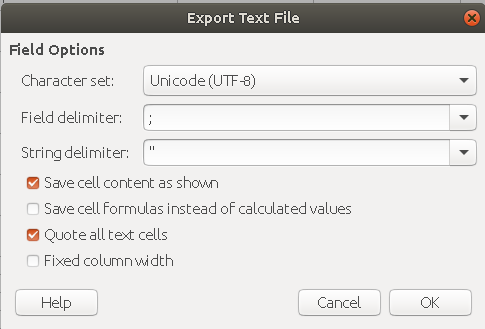 Export Text File
Field Options
Character set: Unicode (UTF-8)
Field delimiter: ;
String delimiter: "
Save cell content as shown
Save cell formulas instead of calculated values
Quote all text cells
Fixed column width
Help Cancel OK